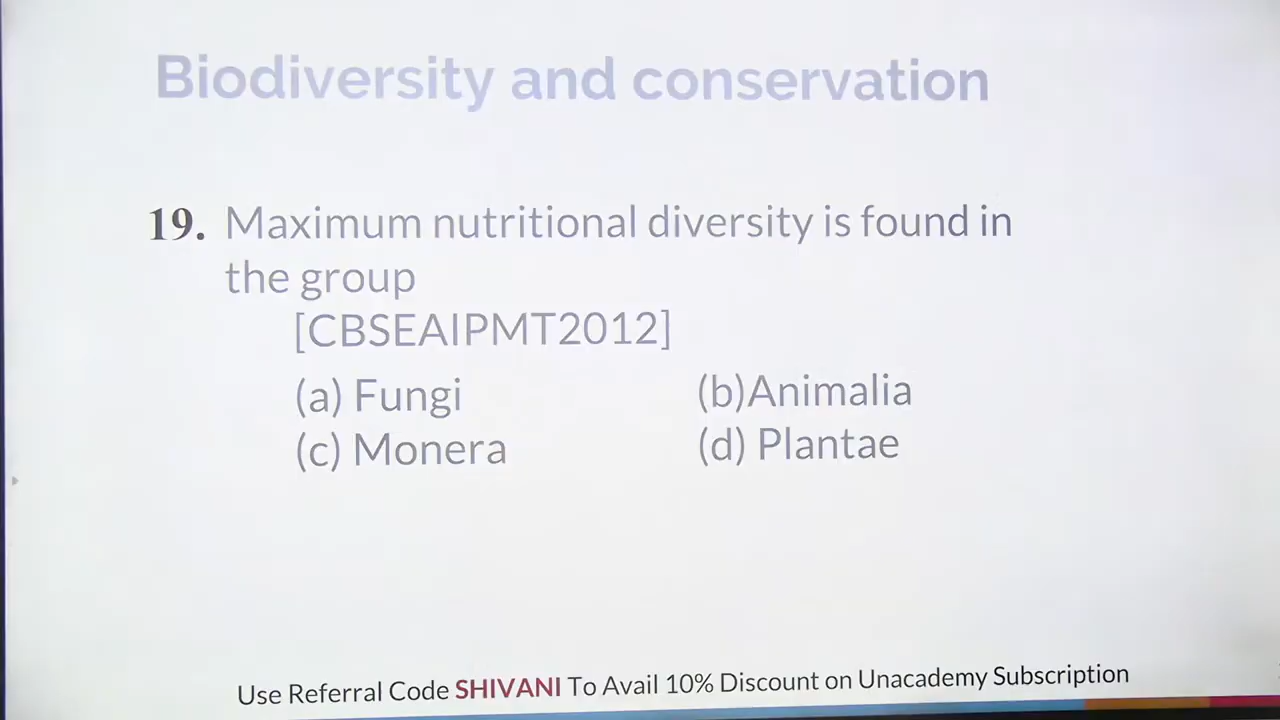 Biodiversity and conservation
19. Maximum nutritional diversity is found in
the group
[CBSEAIPMT2012]
(a) Fungi (b)Animalia
(c) Monera (d) Plantae
Use Referral Code SHIVANI To Avail 10% Discount on Unacademy Subscription